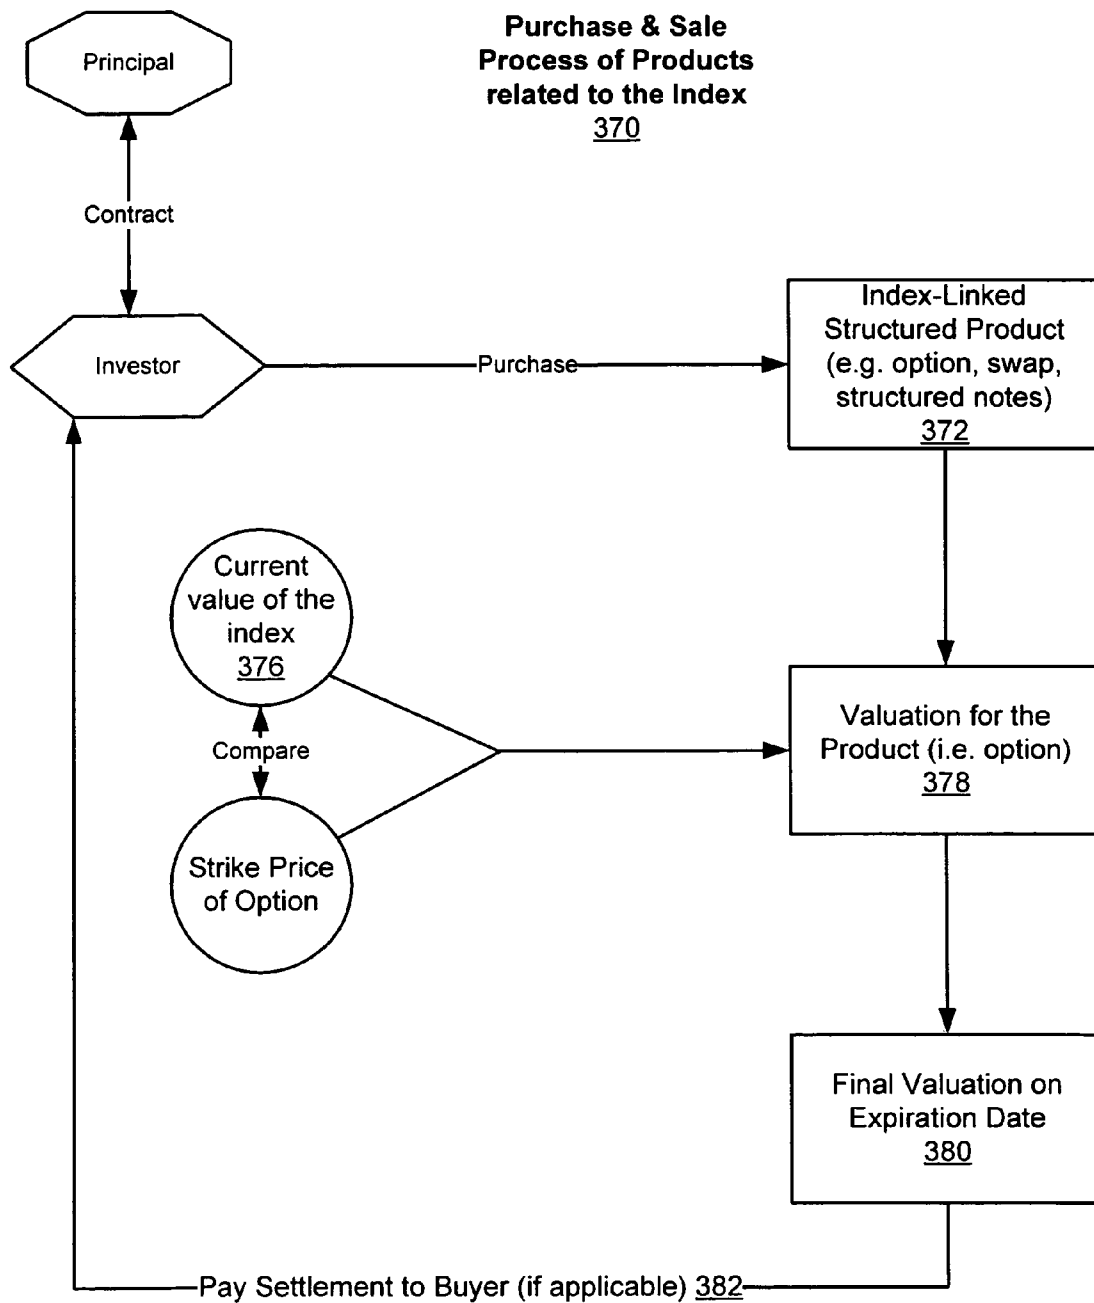 Principal
Purchase & Sale
Process of Products
related to the Index
370
Contract
Investor
Purchase
Index-Linked
Structured Product
(e.g. option, swap,
structured notes)
372
Current
value of the
index
376
Compare
Strike Price
of Option
Valuation for the
Product (i.e. option)
378
Final Valuation on
Expiration Date
380
Pay Settlement to Buyer (if applicable) 382